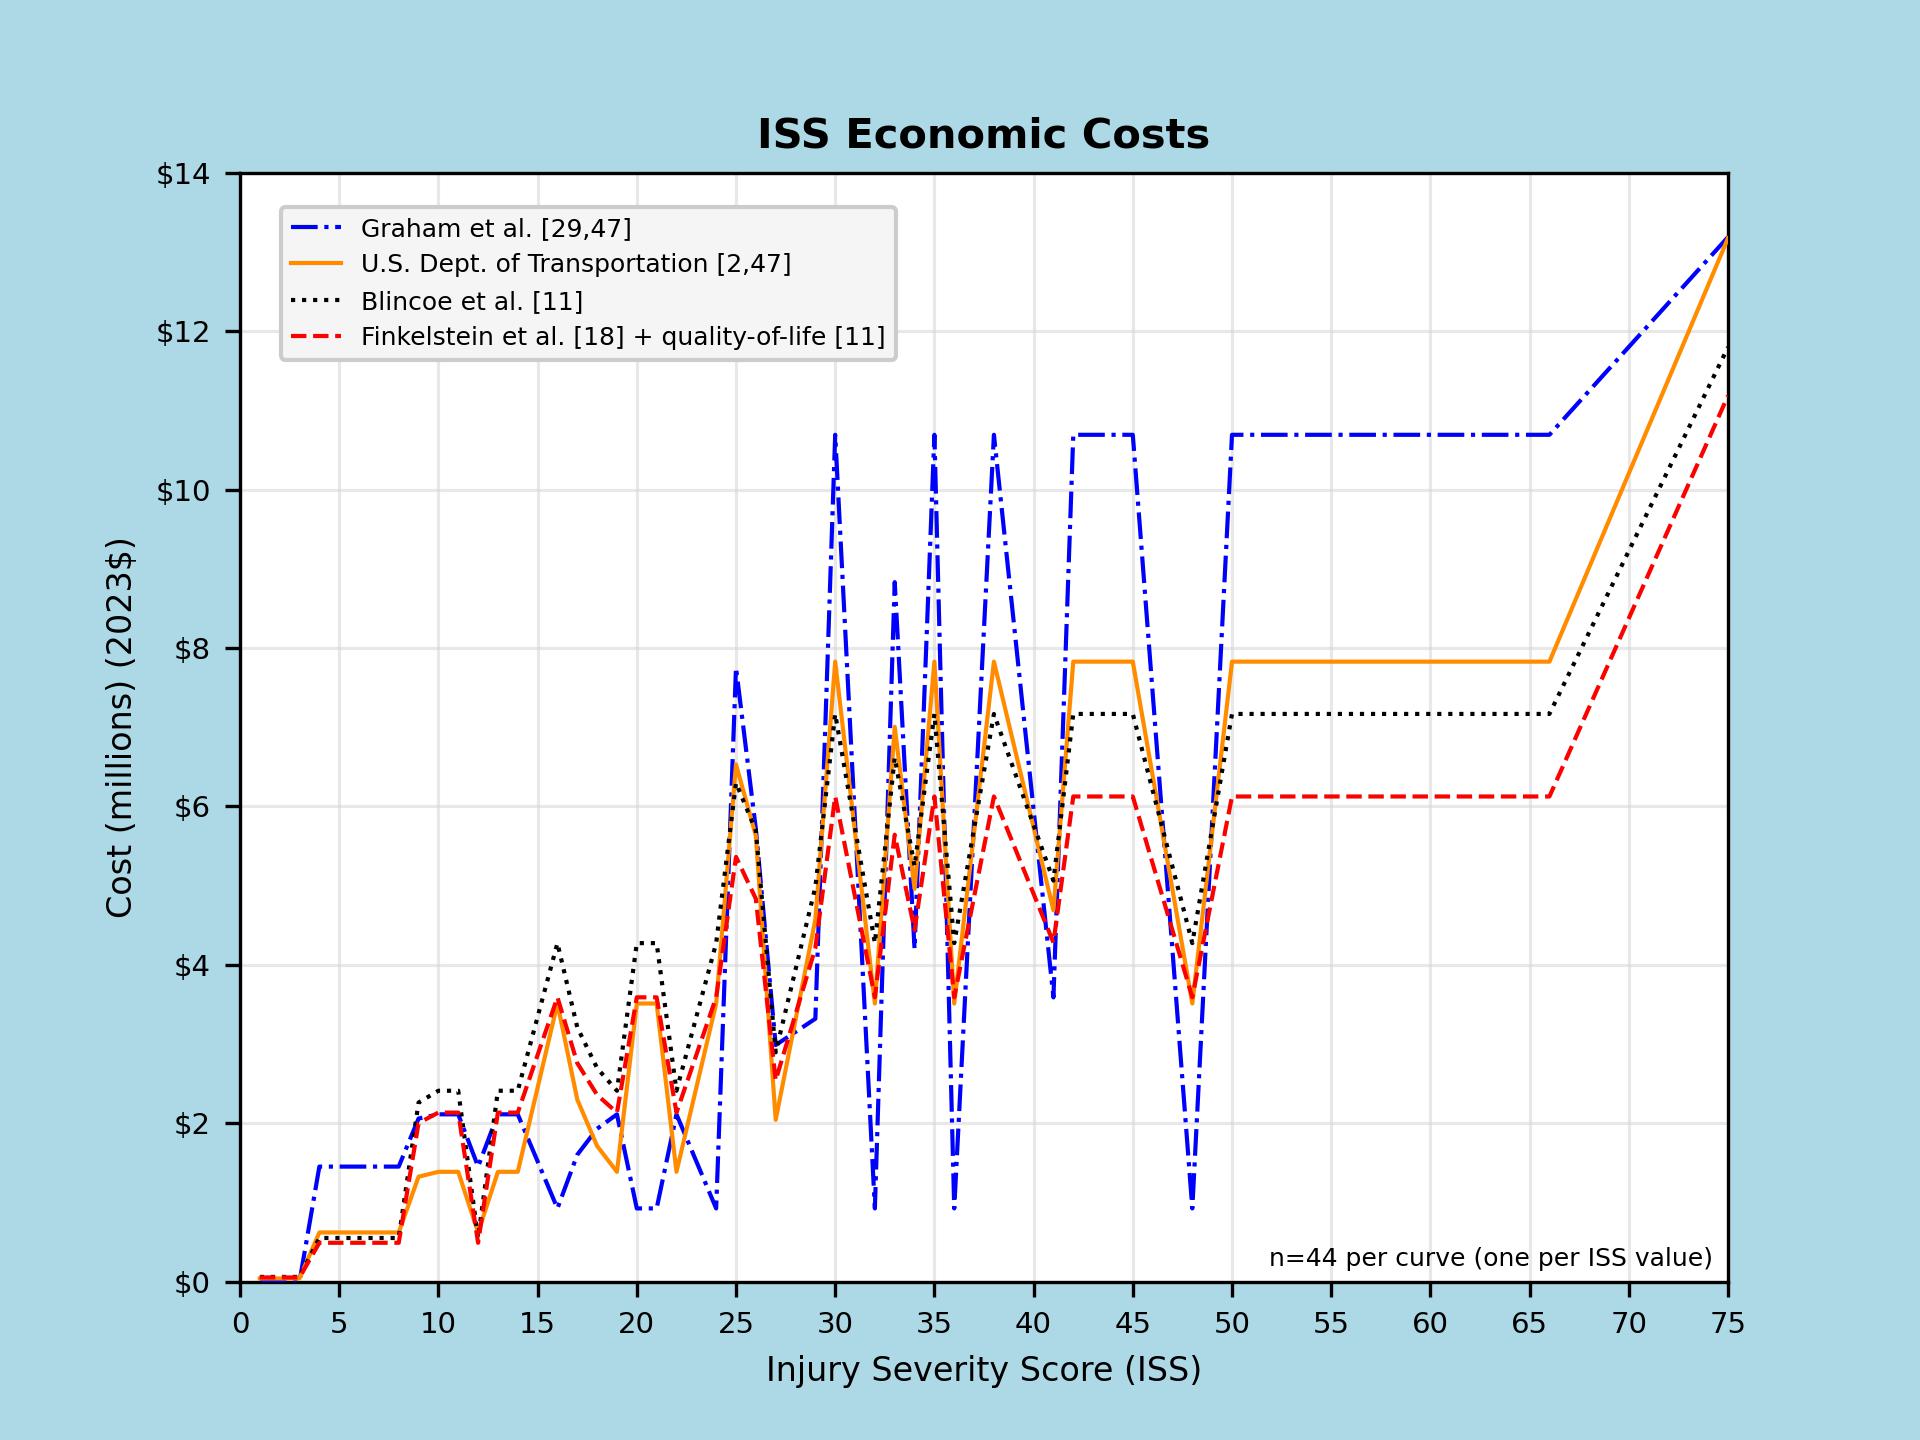 ISS Economic Costs
$14
$12
$10
$8
$6
$4
$2
$0
Cost (millions) (2023$)
Graham et al. [29,47]
U.S. Dept. of Transportation [2,47]
Blincoe et al. [11]
Finkelstein et al. [18] + quality-of-life [11]
n=44 per curve (one per ISS value)
0 5 10 15 20 25 30 35 40 45 50 55 60 65 70 75
Injury Severity Score (ISS)